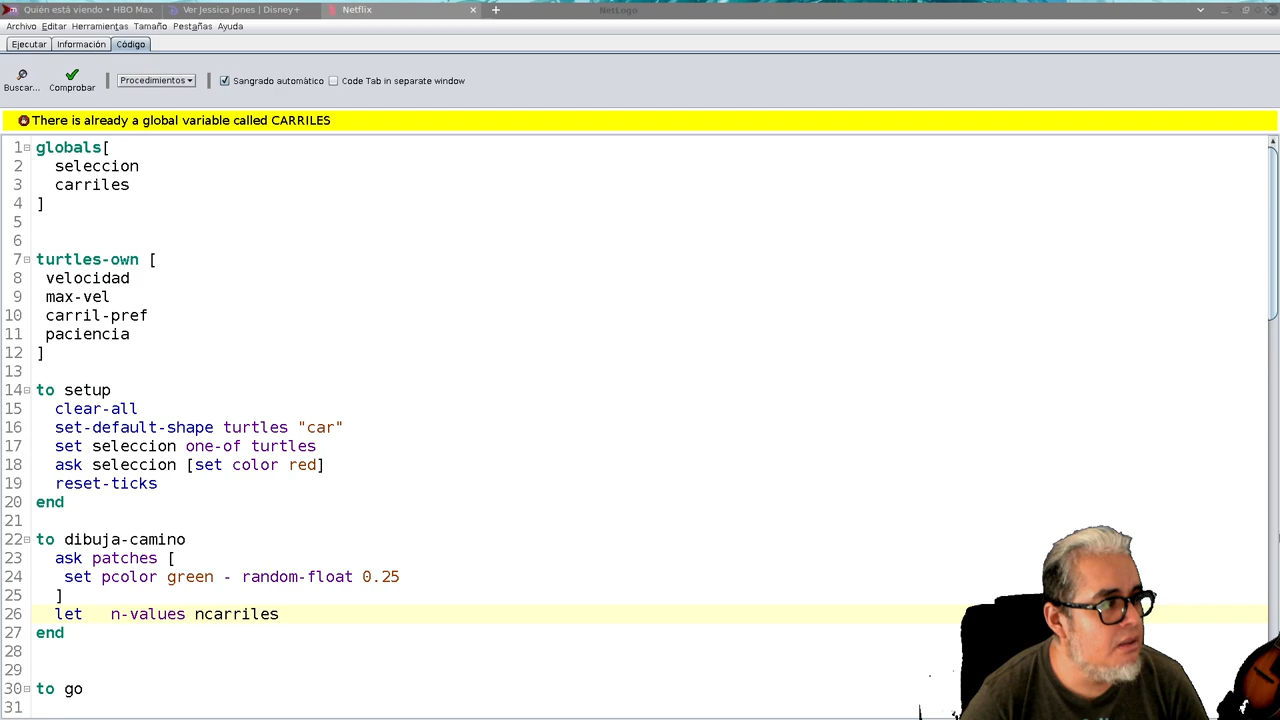 Quién está viendo • HBO Max
Ver Jessica Jones | Disney+
Netflix
NetLogo
Archivo Editar Herramientas Tamaño Pestañas Ayuda
Ejecutar Información Código
Buscar...
Comprobar
Procedimientos
Sangrado automático
Code Tab in separate window
There is already a global variable called CARRILES
1 globals[
2 seleccion
3 carriles
4 ]
5
6
7 turtles-own [
8 velocidad
9 max-vel
10 carril-pref
11 paciencia
12 ]
13
14 to setup
15 clear-all
16 set-default-shape turtles "car"
17 set seleccion one-of turtles
18 ask seleccion [set color red]
19 reset-ticks
20 end
21
22 to dibuja-camino
23 ask patches [
24 set pcolor green - random-float 0.25
25 ]
26 let n-values ncarriles
27 end
28
29
30 to go
31